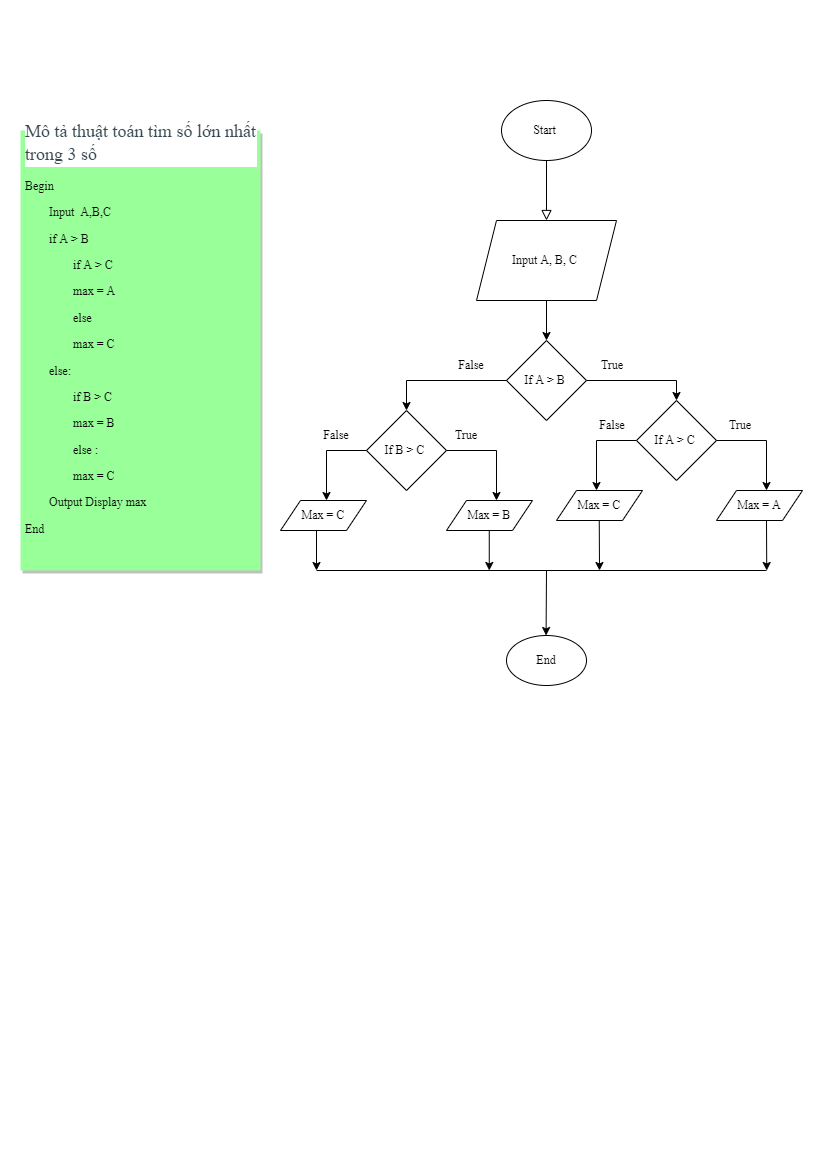 Mô tả thuật toán tìm số lớn nhất
trong 3 số
Begin
Input A,B,C
if A > B
if A > C
max = A
else
max = C
else:
if B > C
max = B
else :
max = C
Output Display max
End
Start
Input A, B, C
If A > B
False
True
If B > C
False
True
If A > C
False
True
Max = C
Max = B
Max = C
Max = A
End